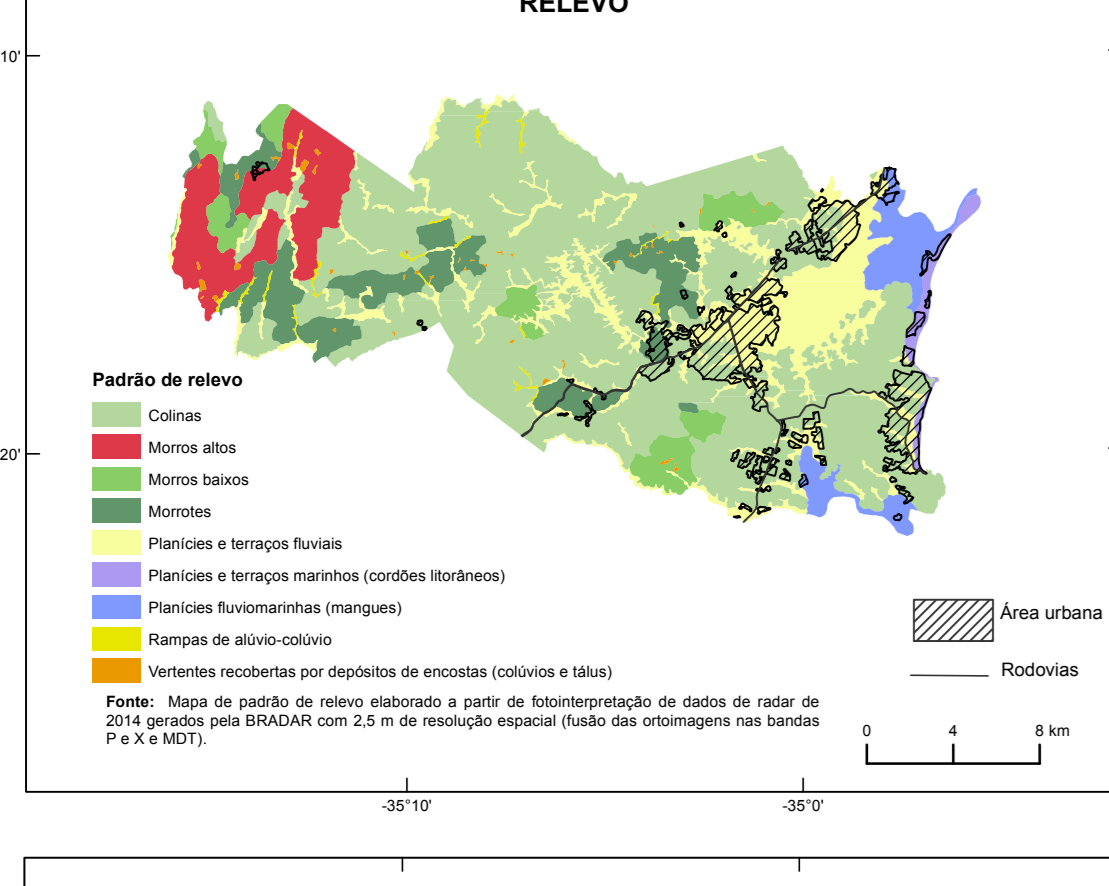 RELEVO
10'
Padrão de relevo
Colinas
Morros altos
20'
Morros baixos
Morrotes
Planícies e terraços fluviais
Planícies e terraços marinhos (cordões litorâneos)
Planícies fluviomarinhas (mangues)
Rampas de alúvio-colúvio
Vertentes recobertas por depósitos de encostas (colúvios e tálus)
Área urbana
Rodovias
Fonte: Mapa de padrão de relevo elaborado a partir de fotointerpretação de dados de radar de
2014 gerados pela BRADAR com 2,5 m de resolução espacial (fusão das ortoimagens nas bandas
P e X e MDT).
0 4 8 km
-35°10' -35°0'